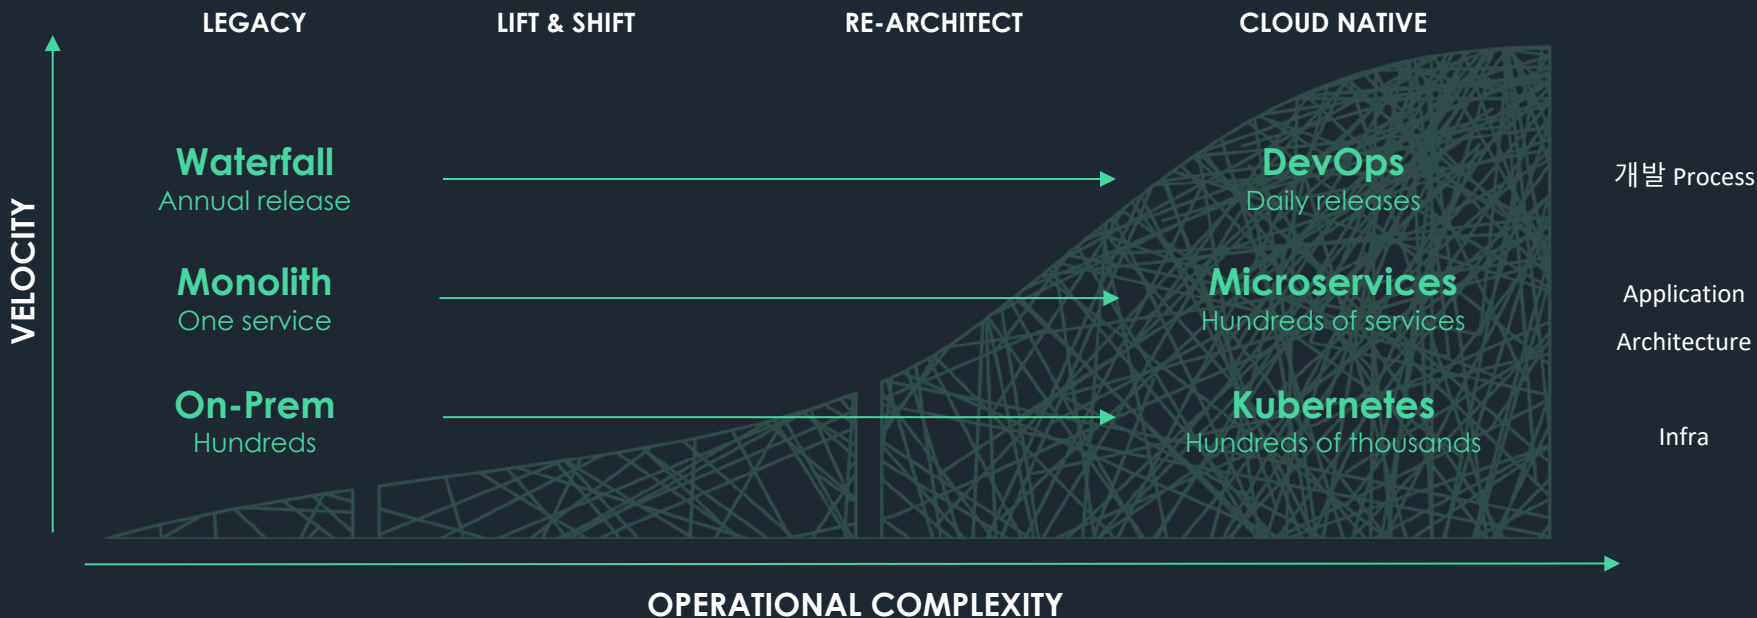 LEGACY
LIFT & SHIFT
RE-ARCHITECT
CLOUD NATIVE
VELOCITY
Waterfall
Annual release
DevOps
Daily releases
개발 Process
Monolith
One service
Microservices
Hundreds of services
Application
Architecture
On-Prem
Hundreds
Kubernetes
Hundreds of thousands
Infra
OPERATIONAL COMPLEXITY